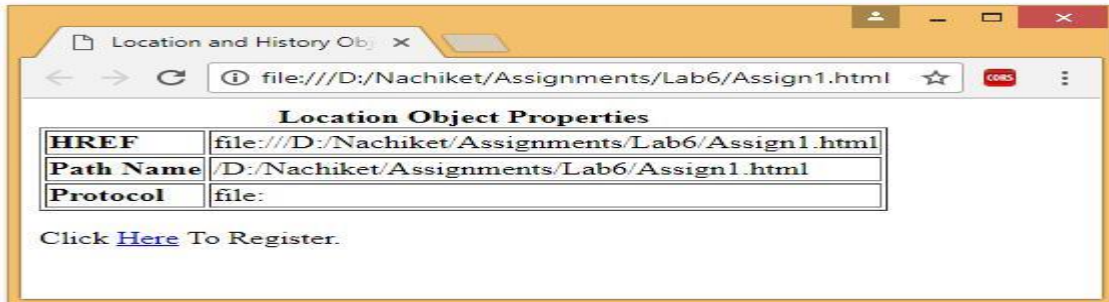 Location and History Ob
file:///D:/Nachiket/Assignments/Lab6/Assign1.html
CORS
Location Object Properties
HREF file:///D:/Nachiket/Assignments/Lab6/Assign1.html
Path Name /D:/Nachiket/Assignments/Lab6/Assign1.html
Protocol file:
Click Here To Register.